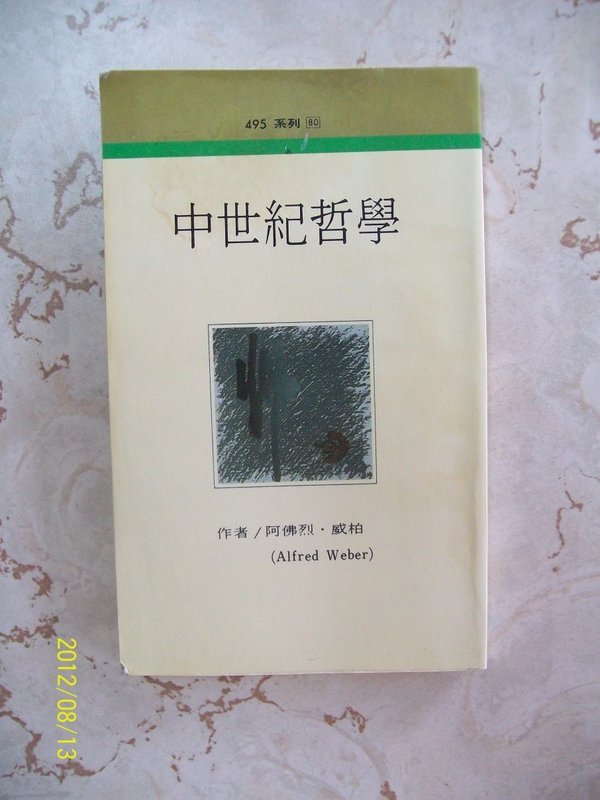 495 系列 80
中世紀哲學
作者/阿佛烈·威柏
(Alfred Weber)
2012/08/13